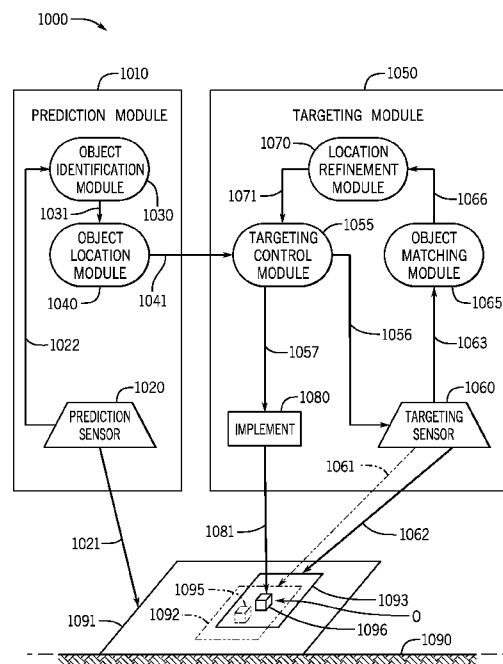 1000
1010
1050
PREDICTION MODULE
TARGETING MODULE
OBJECT
IDENTIFICATION
MODULE
1030
1031
OBJECT
LOCATION
MODULE
1040
1041
1022
1020
PREDICTION
SENSOR
1021
1070
LOCATION
REFINEMENT
MODULE
1071
1066
1055
TARGETING
CONTROL
MODULE
OBJECT
MATCHING
MODULE
1065
1056
1063
1057
1080
IMPLEMENT
1060
TARGETING
SENSOR
1061
1062
1081
1091
1095
1092
1093
O
1096
1090